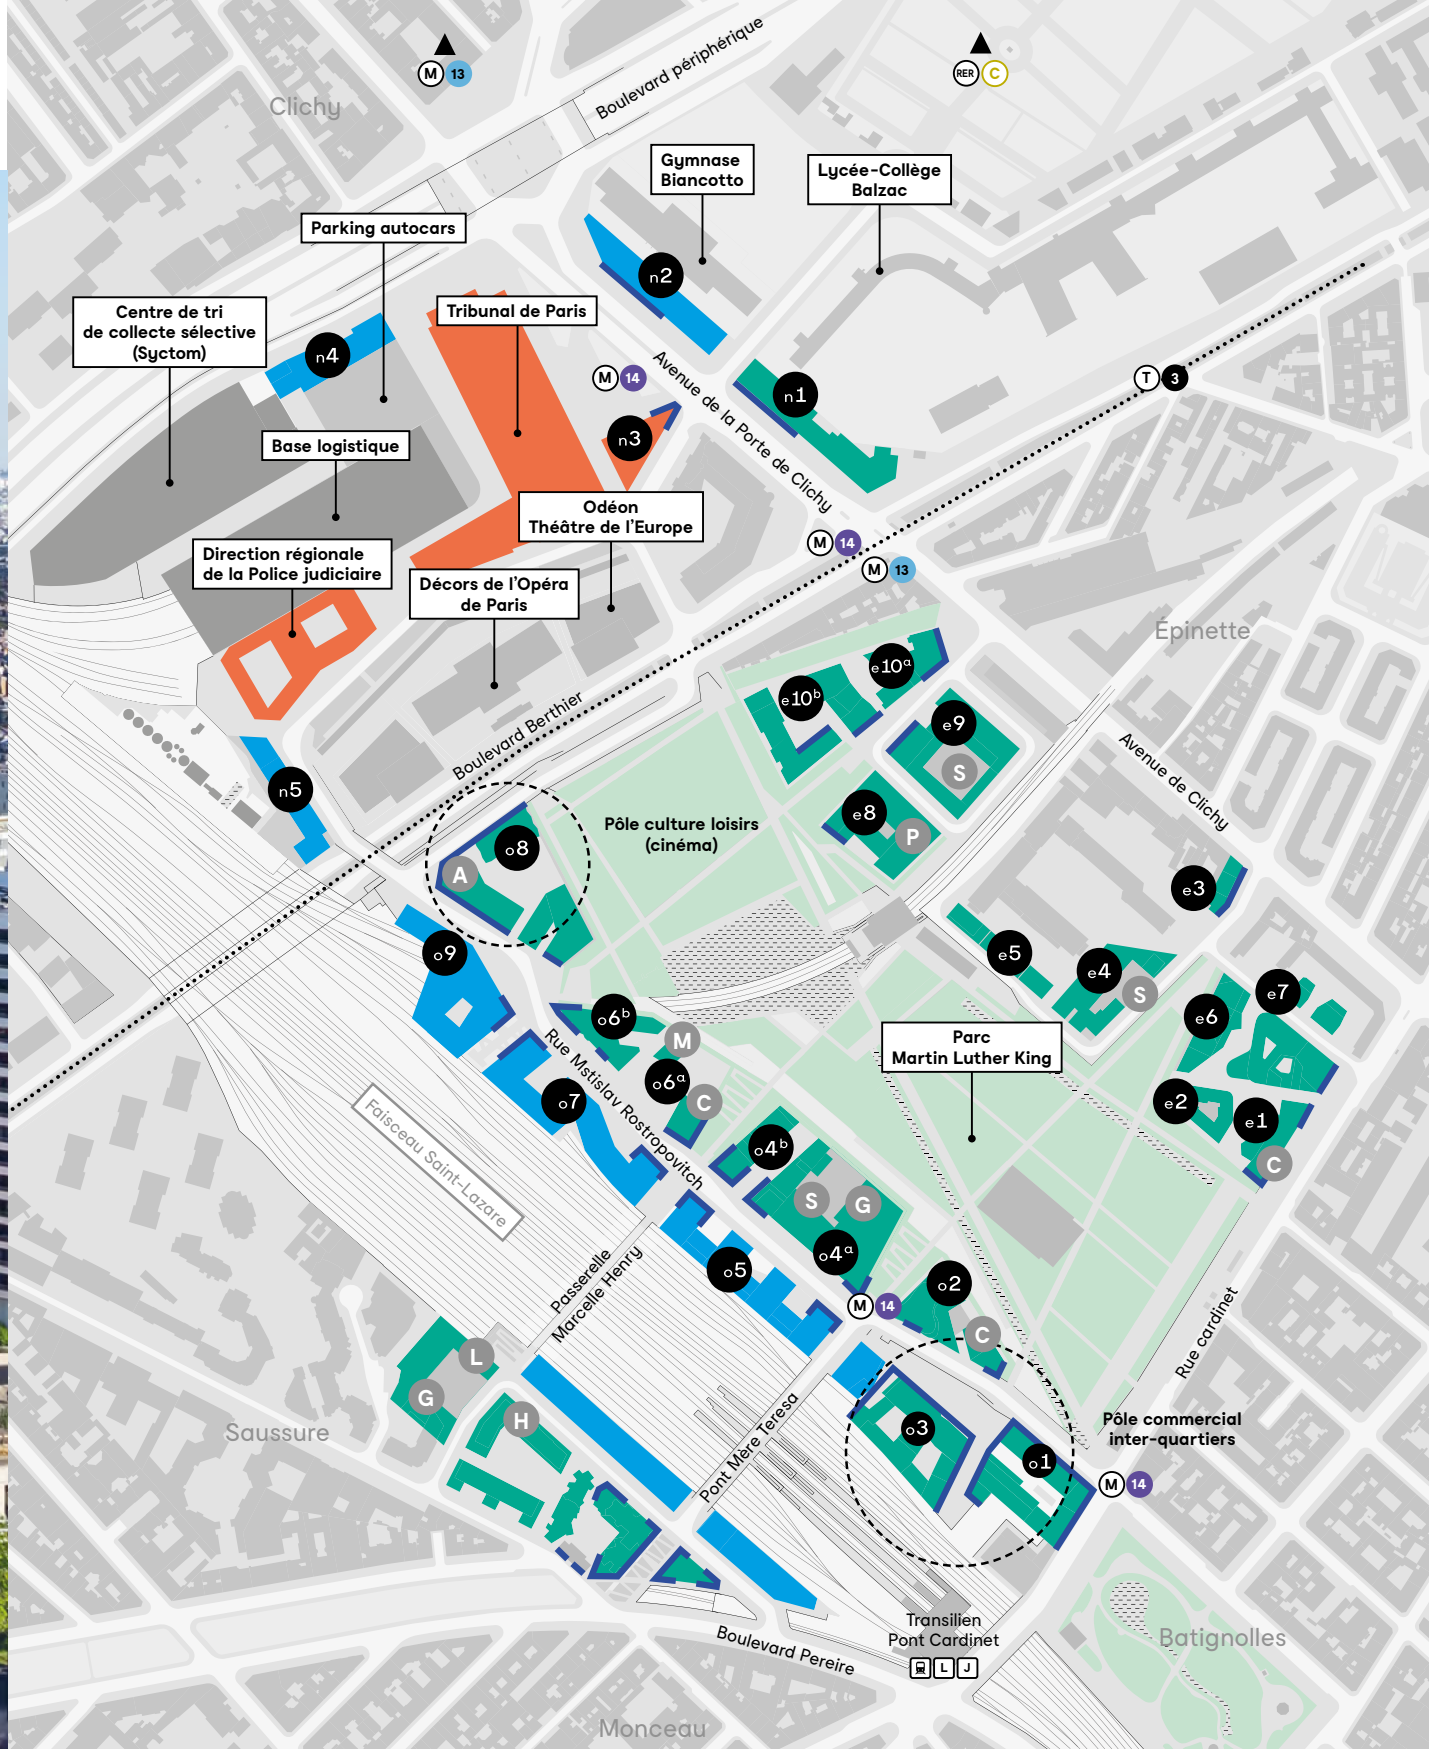 Boulevard périphérique
M 13
RER C
Clichy
Gymnase
Biancotto
Lycée-Collège
Balzac
Parking autocars
n2
Centre de tri
de collecte sélective
(Syctom)
Tribunal de Paris
n4
M 14
Avenue de la Porte de Clichy
T 3
n1
n3
Base logistique
Odéon
Théâtre de l'Europe
M 14
Direction régionale
de la Police judiciaire
M 13
Décors de l'Opéra
de Paris
Épinette
e10a
e10b
e9
Boulevard Berthier
Avenue de Clichy
S
n5
e8
P
Pôle culture loisirs
(cinéma)
o8
A
e3
o9
e5
e4
S
e7
e6
o6b
M
Rue Mstislav Rostropovitch
Parc
Martin Luther King
o6a
C
o7
e2
e1
Faisceau Saint-Lazare
o4b
C
S
G
o4a
o5
o2
Passerelle
Marcelle Henry
M 14
C
Rue cardinet
L
G
H
Saussure
Pont Mère Teresa
o3
Pôle commercial
inter-quartiers
o1
M 14
Transilien
Pont Cardinet
L J
Boulevard Pereire
Batignolles
Monceau